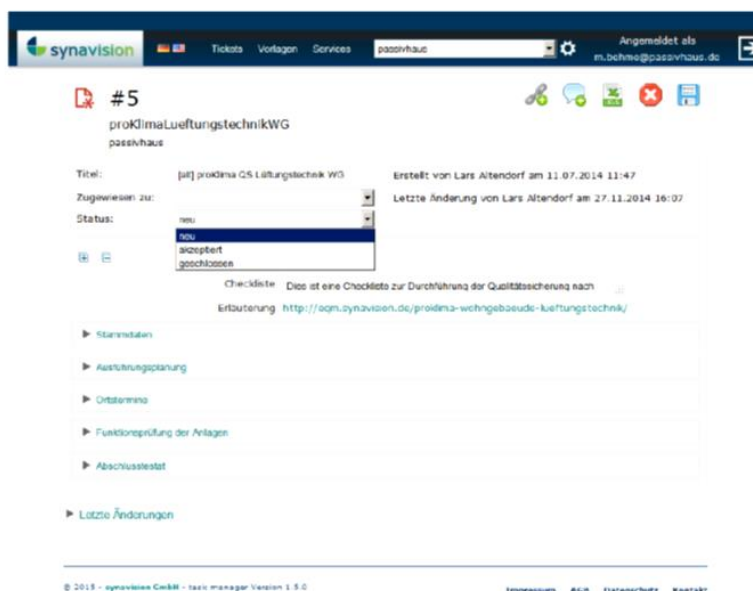 synavision
Tickets Vorlagen Services passivhaus Angemeldet als
m.behme@passivhaus.de
#5
proKlimaLueftungstechnikWG
passivhaus
Titel: [alt] proKlima QS Lüftungstechnik WG Erstellt von Lars Altendorf am 11.07.2014 11:47
Zugewiesen zu: Letzte Änderung von Lars Altendorf am 27.11.2014 16:07
Status: neu
neu
akzeptiert
geschlossen
Checkliste Dies ist eine Checkliste zur Durchführung der Qualitätssicherung nach
Erläuterung http://eqm.synavision.de/proklima-wohngebaeude-lueftungstechnik/
Stammdaten
Ausführungsplanung
Ortstermine
Funktionsprüfung der Anlagen
Abschlusstestat
Letzte Änderungen
© 2015 - synavision GmbH - task manager Version 1.5.0 Impressum AGB Datenschutz Kontakt